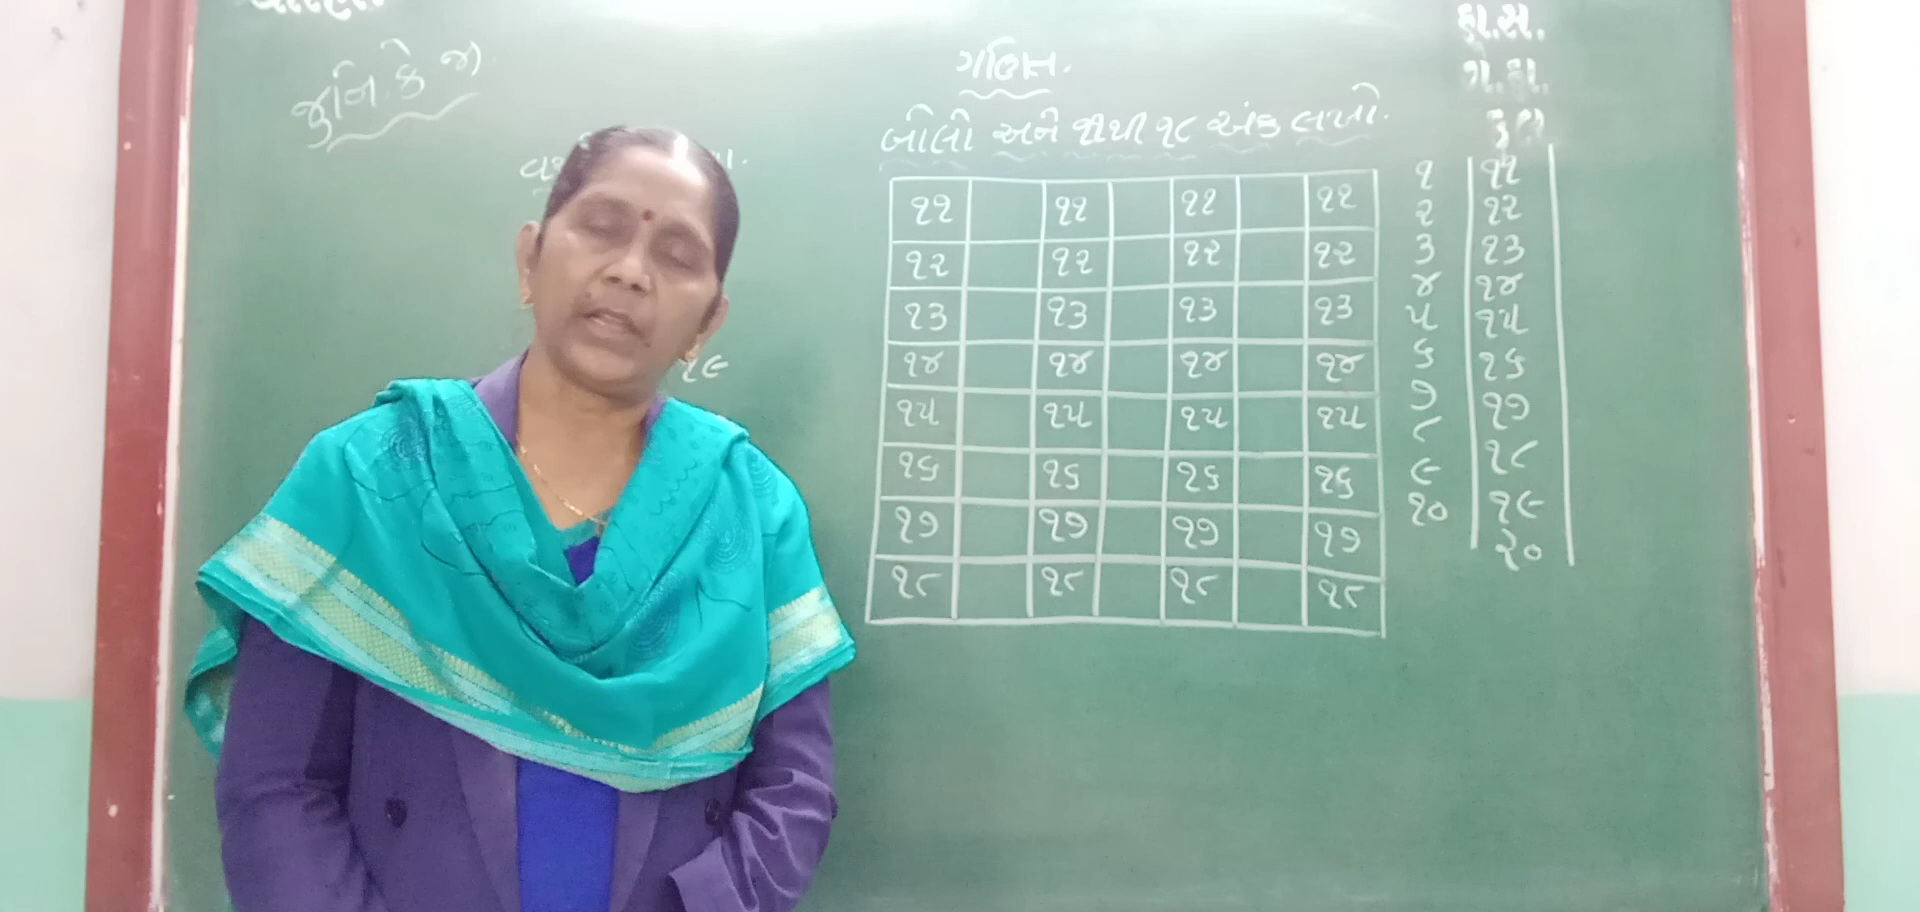 જુનિ. કે જી
ગણિત.
બોલો અને ૧૧થી ૧૮ અંક લખો.
૧૧ ૧૧ ૧૧ ૧૧
૧૨ ૧૨ ૧૨ ૧૨
૧૩ ૧૩ ૧૩ ૧૩
૧૪ ૧૪ ૧૪ ૧૪
૧૫ ૧૫ ૧૫ ૧૫
૧૬ ૧૬ ૧૬ ૧૬
૧૭ ૧૭ ૧૭ ૧૭
૧૮ ૧૮ ૧૮ ૧૮
૧૯
હા.સ.
ગે.હા.
કુલ
૧ ૧૧
૨ ૧૨
૩ ૧૩
૪ ૧૪
૫ ૧૫
૬ ૧૬
૭ ૧૭
૮ ૧૮
૯ ૧૯
૧૦ ૨૦